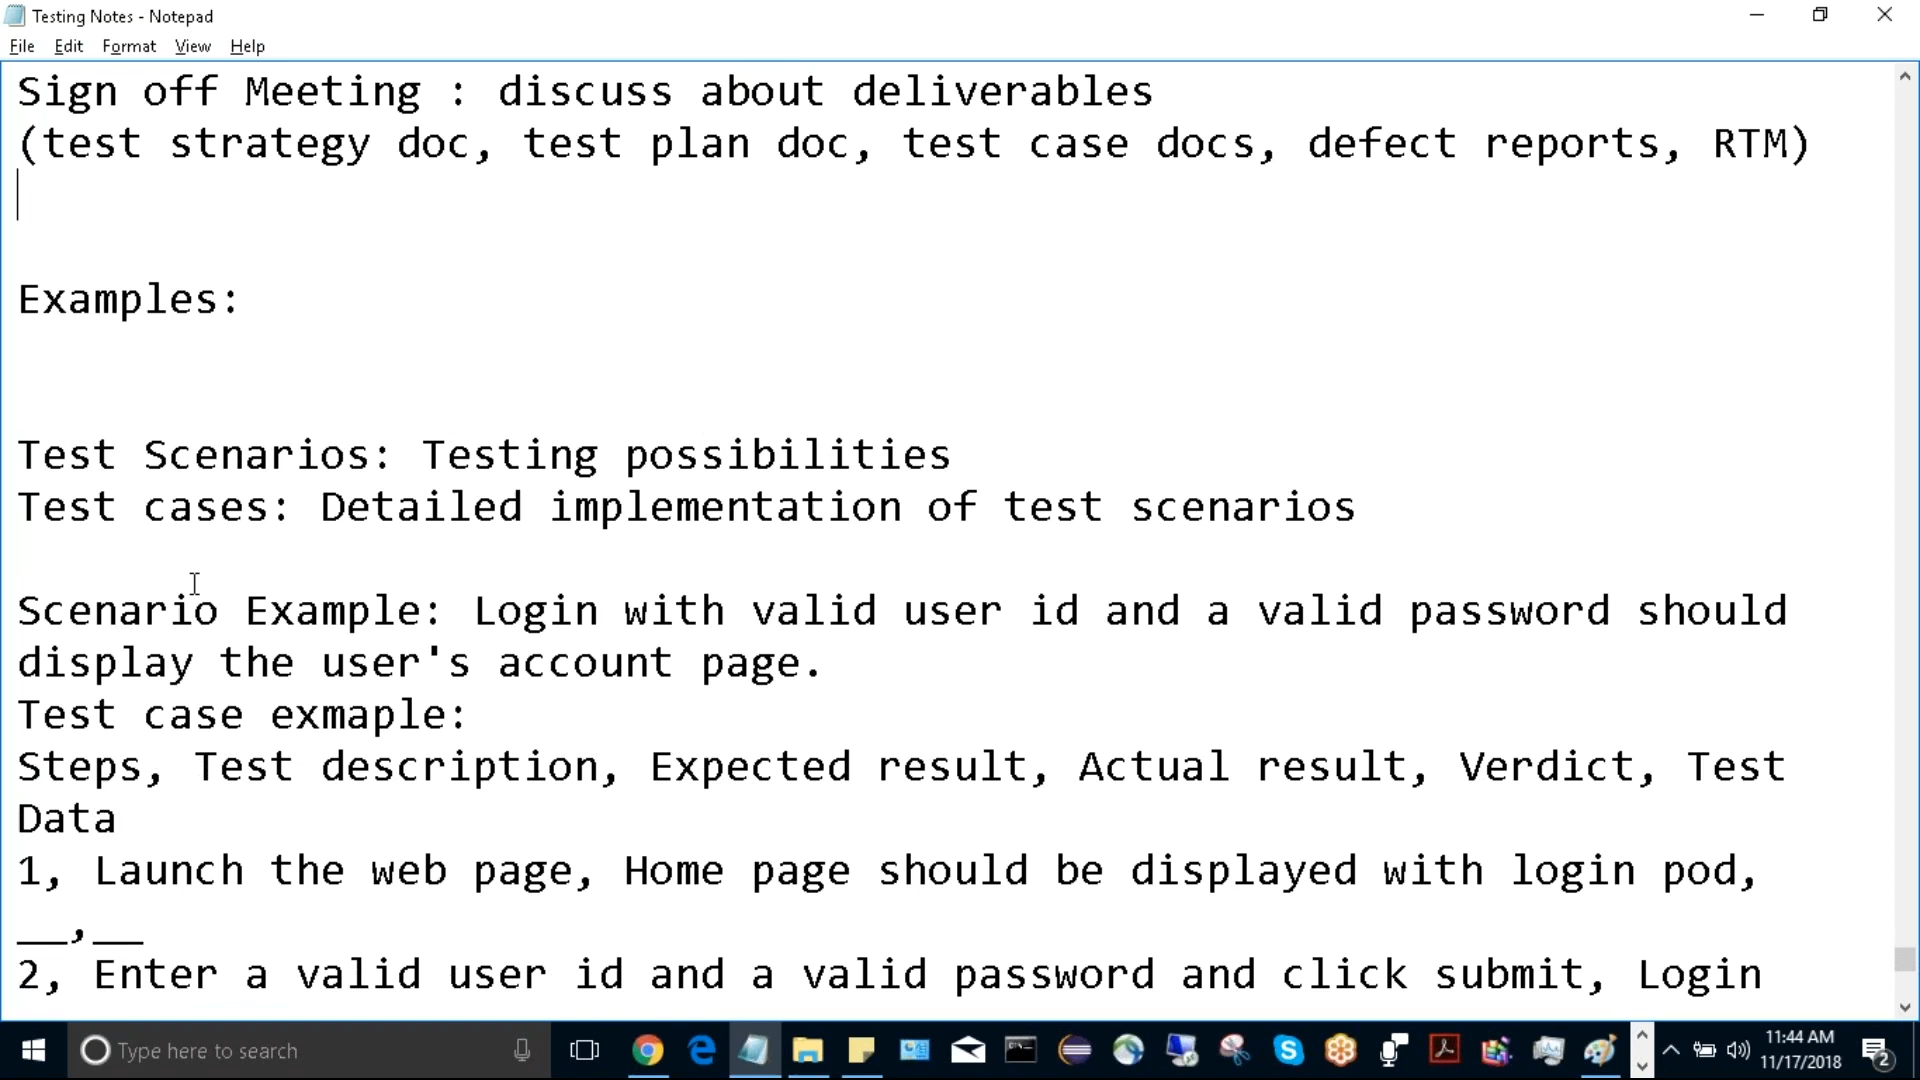 Testing Notes - Notepad
File Edit Format View Help
Sign off Meeting : discuss about deliverables
(test strategy doc, test plan doc, test case docs, defect reports, RTM)
Examples:
Test Scenarios: Testing possibilities
Test cases: Detailed implementation of test scenarios
Scenario Example: Login with valid user id and a valid password should
display the user's account page.
Test case exmaple:
Steps, Test description, Expected result, Actual result, Verdict, Test
Data
1, Launch the web page, Home page should be displayed with login pod,
__,__
2, Enter a valid user id and a valid password and click submit, Login
Type here to search
11:44 AM
11/17/2018
2